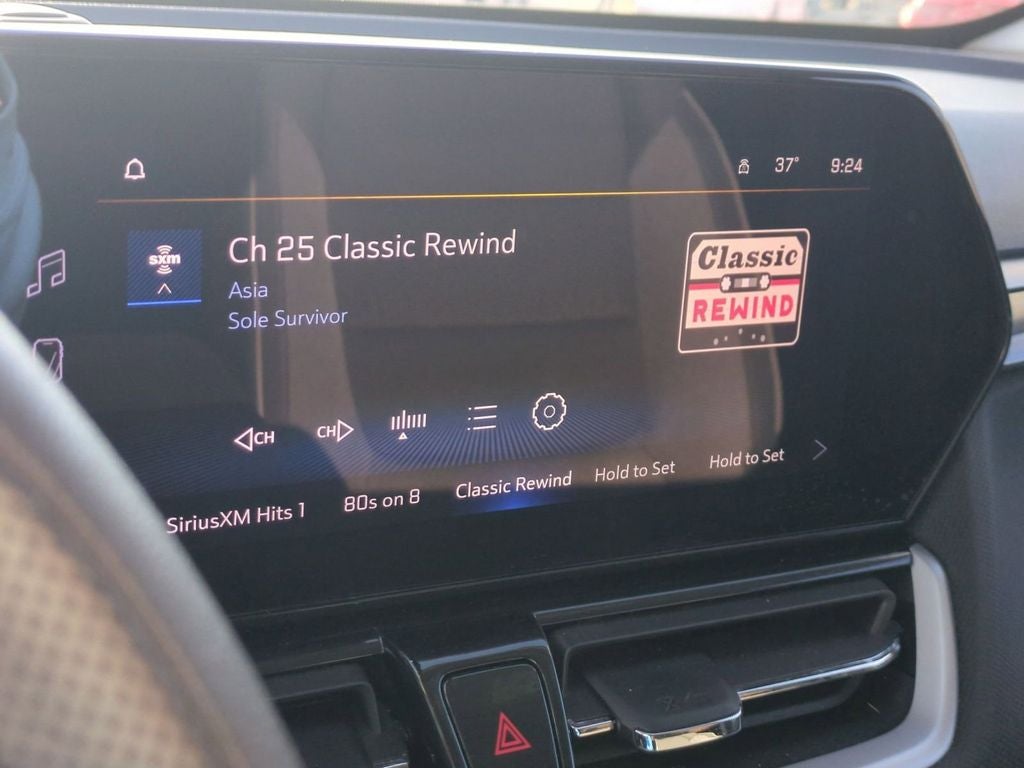 37° 9:24
sxm
Ch 25 Classic Rewind
Asia
Sole Survivor
Classic
REWIND
CH CH
SiriusXM Hits 1 80s on 8 Classic Rewind Hold to Set Hold to Set